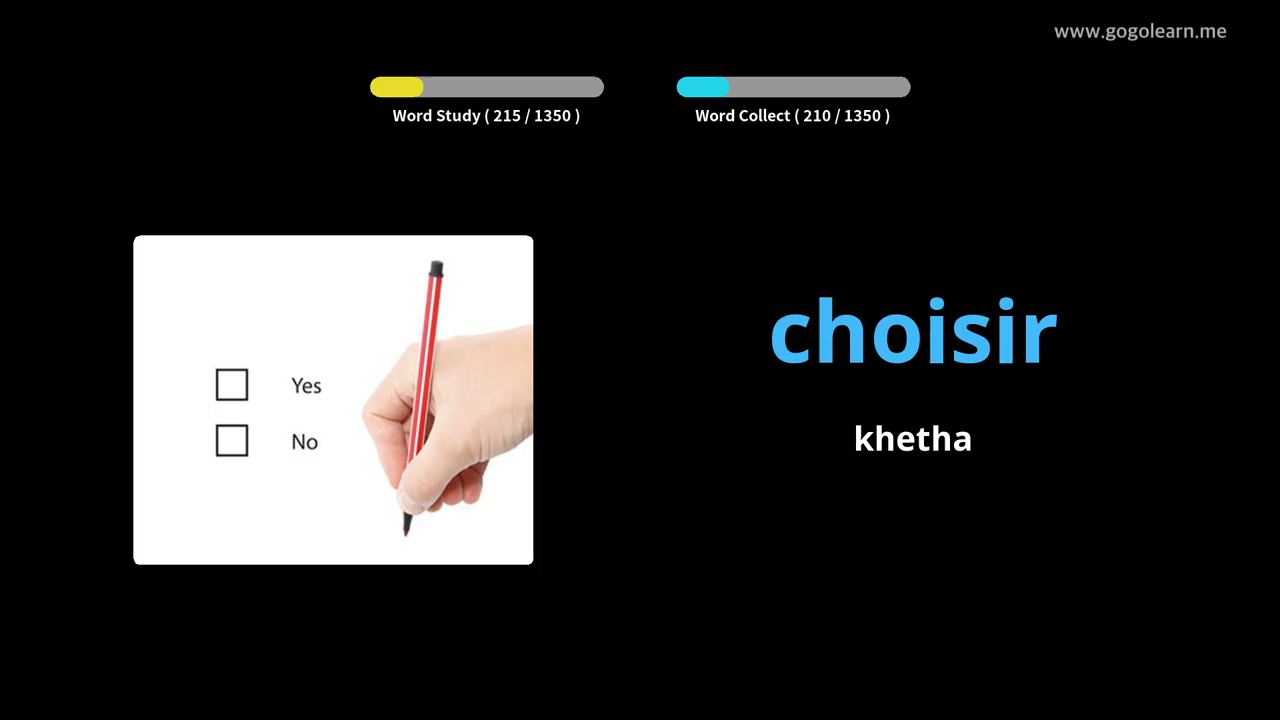 www.gogolearn.me
Word Study ( 215 / 1350 )
Word Collect ( 210 / 1350 )
Yes
No
choisir
khetha